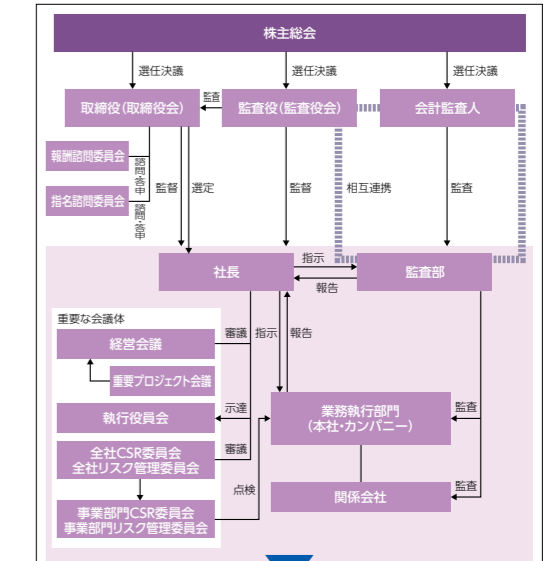 株主総会
選任決議
選任決議
選任決議
取締役(取締役会)
監査
監査役(監査役会)
会計監査人
報酬諮問委員会
諮問・答申
指名諮問委員会
諮問・答申
監督
選定
監督
相互連携
監査
社長
指示
報告
監査部
重要な会議体
経営会議
審議
指示
報告
重要プロジェクト会議
執行役員会
示達
業務執行部門
(本社・カンパニー)
監査
全社CSR委員会
全社リスク管理委員会
審議
点検
関係会社
監査
事業部門CSR委員会
事業部門リスク管理委員会